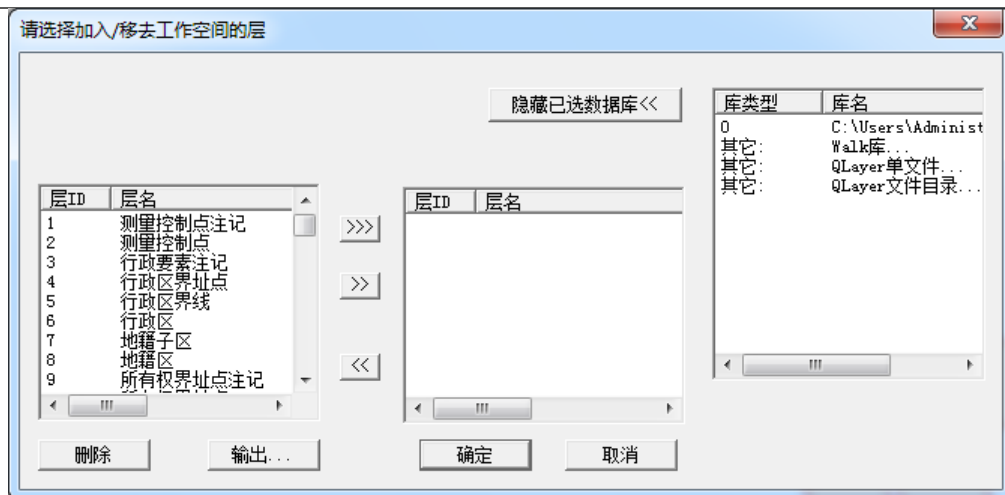 请选择加入/移去工作空间的层
隐藏已选数据库<<
库类型 库名
0 C:\Users\Administ
其它: Walk库...
其它: QLayer单文件...
其它: QLayer文件目录...
层ID 层名
1 测量控制点注记
2 测量控制点
3 行政要素注记
4 行政区界址点
5 行政区界线
6 行政区
7 地籍子区
8 地籍区
9 所有权界址点注记
>>>
>>
<<
层ID 层名
删除
输出...
确定
取消